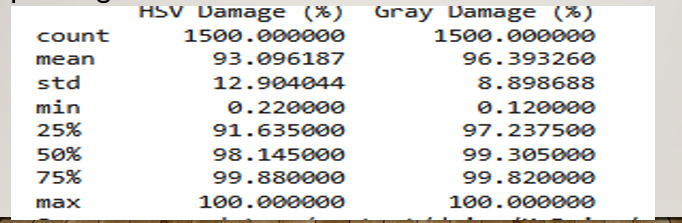 HSV Damage (%) Gray Damage (%)
count 1500.000000 1500.000000
mean 93.096187 96.393260
std 12.904044 8.898688
min 0.220000 0.120000
25% 91.635000 97.237500
50% 98.145000 99.305000
75% 99.880000 99.820000
max 100.000000 100.000000